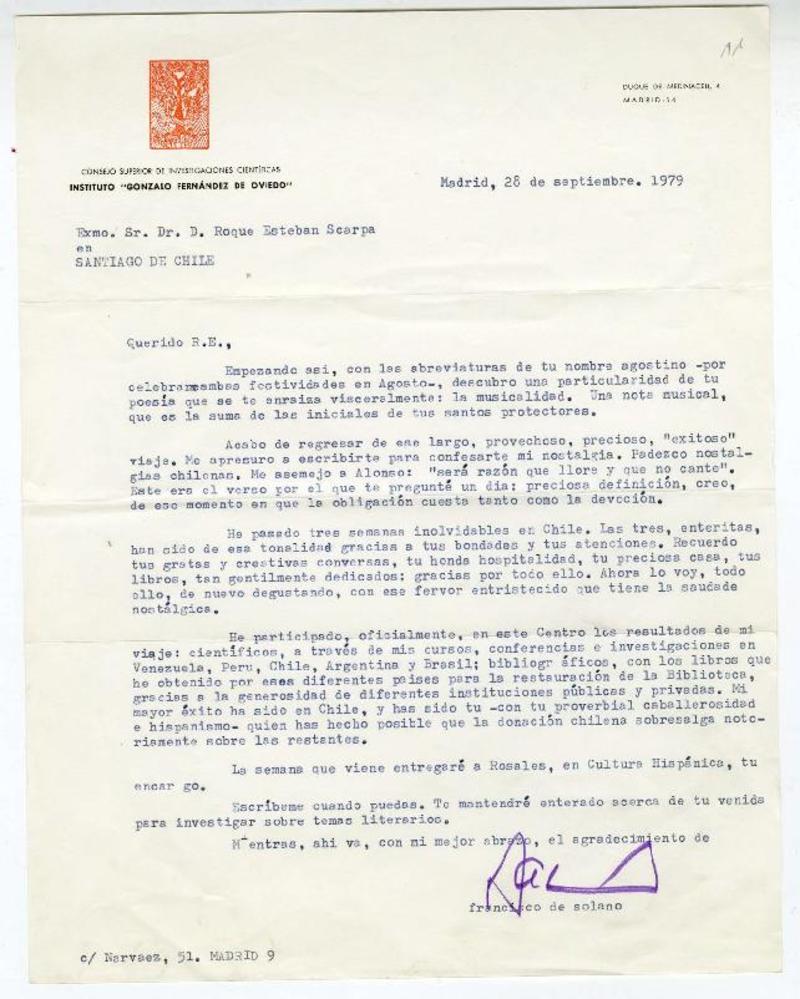 DUQUE DE MEDINACELI, 4
MADRID-14
CONSEJO SUPERIOR DE INVESTIGACIONES CIENTÍFICAS
INSTITUTO "GONZALO FERNÁNDEZ DE OVIEDO"
Madrid, 28 de septiembre. 1979
Exmo. Sr. Dr. D. Roque Esteban Scarpa
en
SANTIAGO DE CHILE
Querido R.E.,
Empezando asi, con las abreviaturas de tu nombre agostino -por
celebrar ambas festividades en Agosto-, descubro una particularidad de tu
poesía que se te enraiza visceralmente: la musicalidad. Una nota musical,
que es la suma de las iniciales de tus santos protectores.
Acabo de regresar de ese largo, provechoso, precioso, "exitoso"
viaje. Me apresuro a escribirte para confesarte mi nostalgia. Padezco nostal-
gias chilenas. Me asemejo a Alonso: "será razón que llore y que no cante".
Este era el verso por el que te pregunté un dia: preciosa definición, creo,
de ese momento en que la obligación cuesta tanto como la devoción.
He pasado tres semanas inolvidables en Chile. Las tres, enteritas,
han sido de esa tonalidad gracias a tus bondades y tus atenciones. Recuerdo
tus gratas y creativas conversas, tu honda hospitalidad, tu preciosa casa, tus
libros, tan gentilmente dedicados: gracias por todo ello. Ahora lo voy, todo
ello, de nuevo degustando, con ese fervor entristecido que tiene la saudade
nostálgica.
He participado, oficialmente, en este Centro los resultados de mi
viaje: científicos, a través de mis cursos, conferencias e investigaciones en
Venezuela, Peru, Chile, Argentina y Brasil; bibliogr áficos, con los libros que
he obtenido por esos diferentes paises para la restauración de la Biblioteca,
gracias a la generosidad de diferentes instituciones públicas y privadas. Mi
mayor éxito ha sido en Chile, y has sido tu -con tu proverbial caballerosidad
e hispanismo- quien has hecho posible que la donación chilena sobresalga noto-
riamente sobre las restantes.
La semana que viene entregaré a Rosales, en Cultura Hispánica, tu
encar go.
Escríbeme cuando puedas. Te mantendré enterado acerca de tu venida
para investigar sobre temas literarios.
Mientras, ahi va, con mi mejor abrazo, el agradecimiento de
francisco de solano
c/ Narvaez, 51. MADRID 9